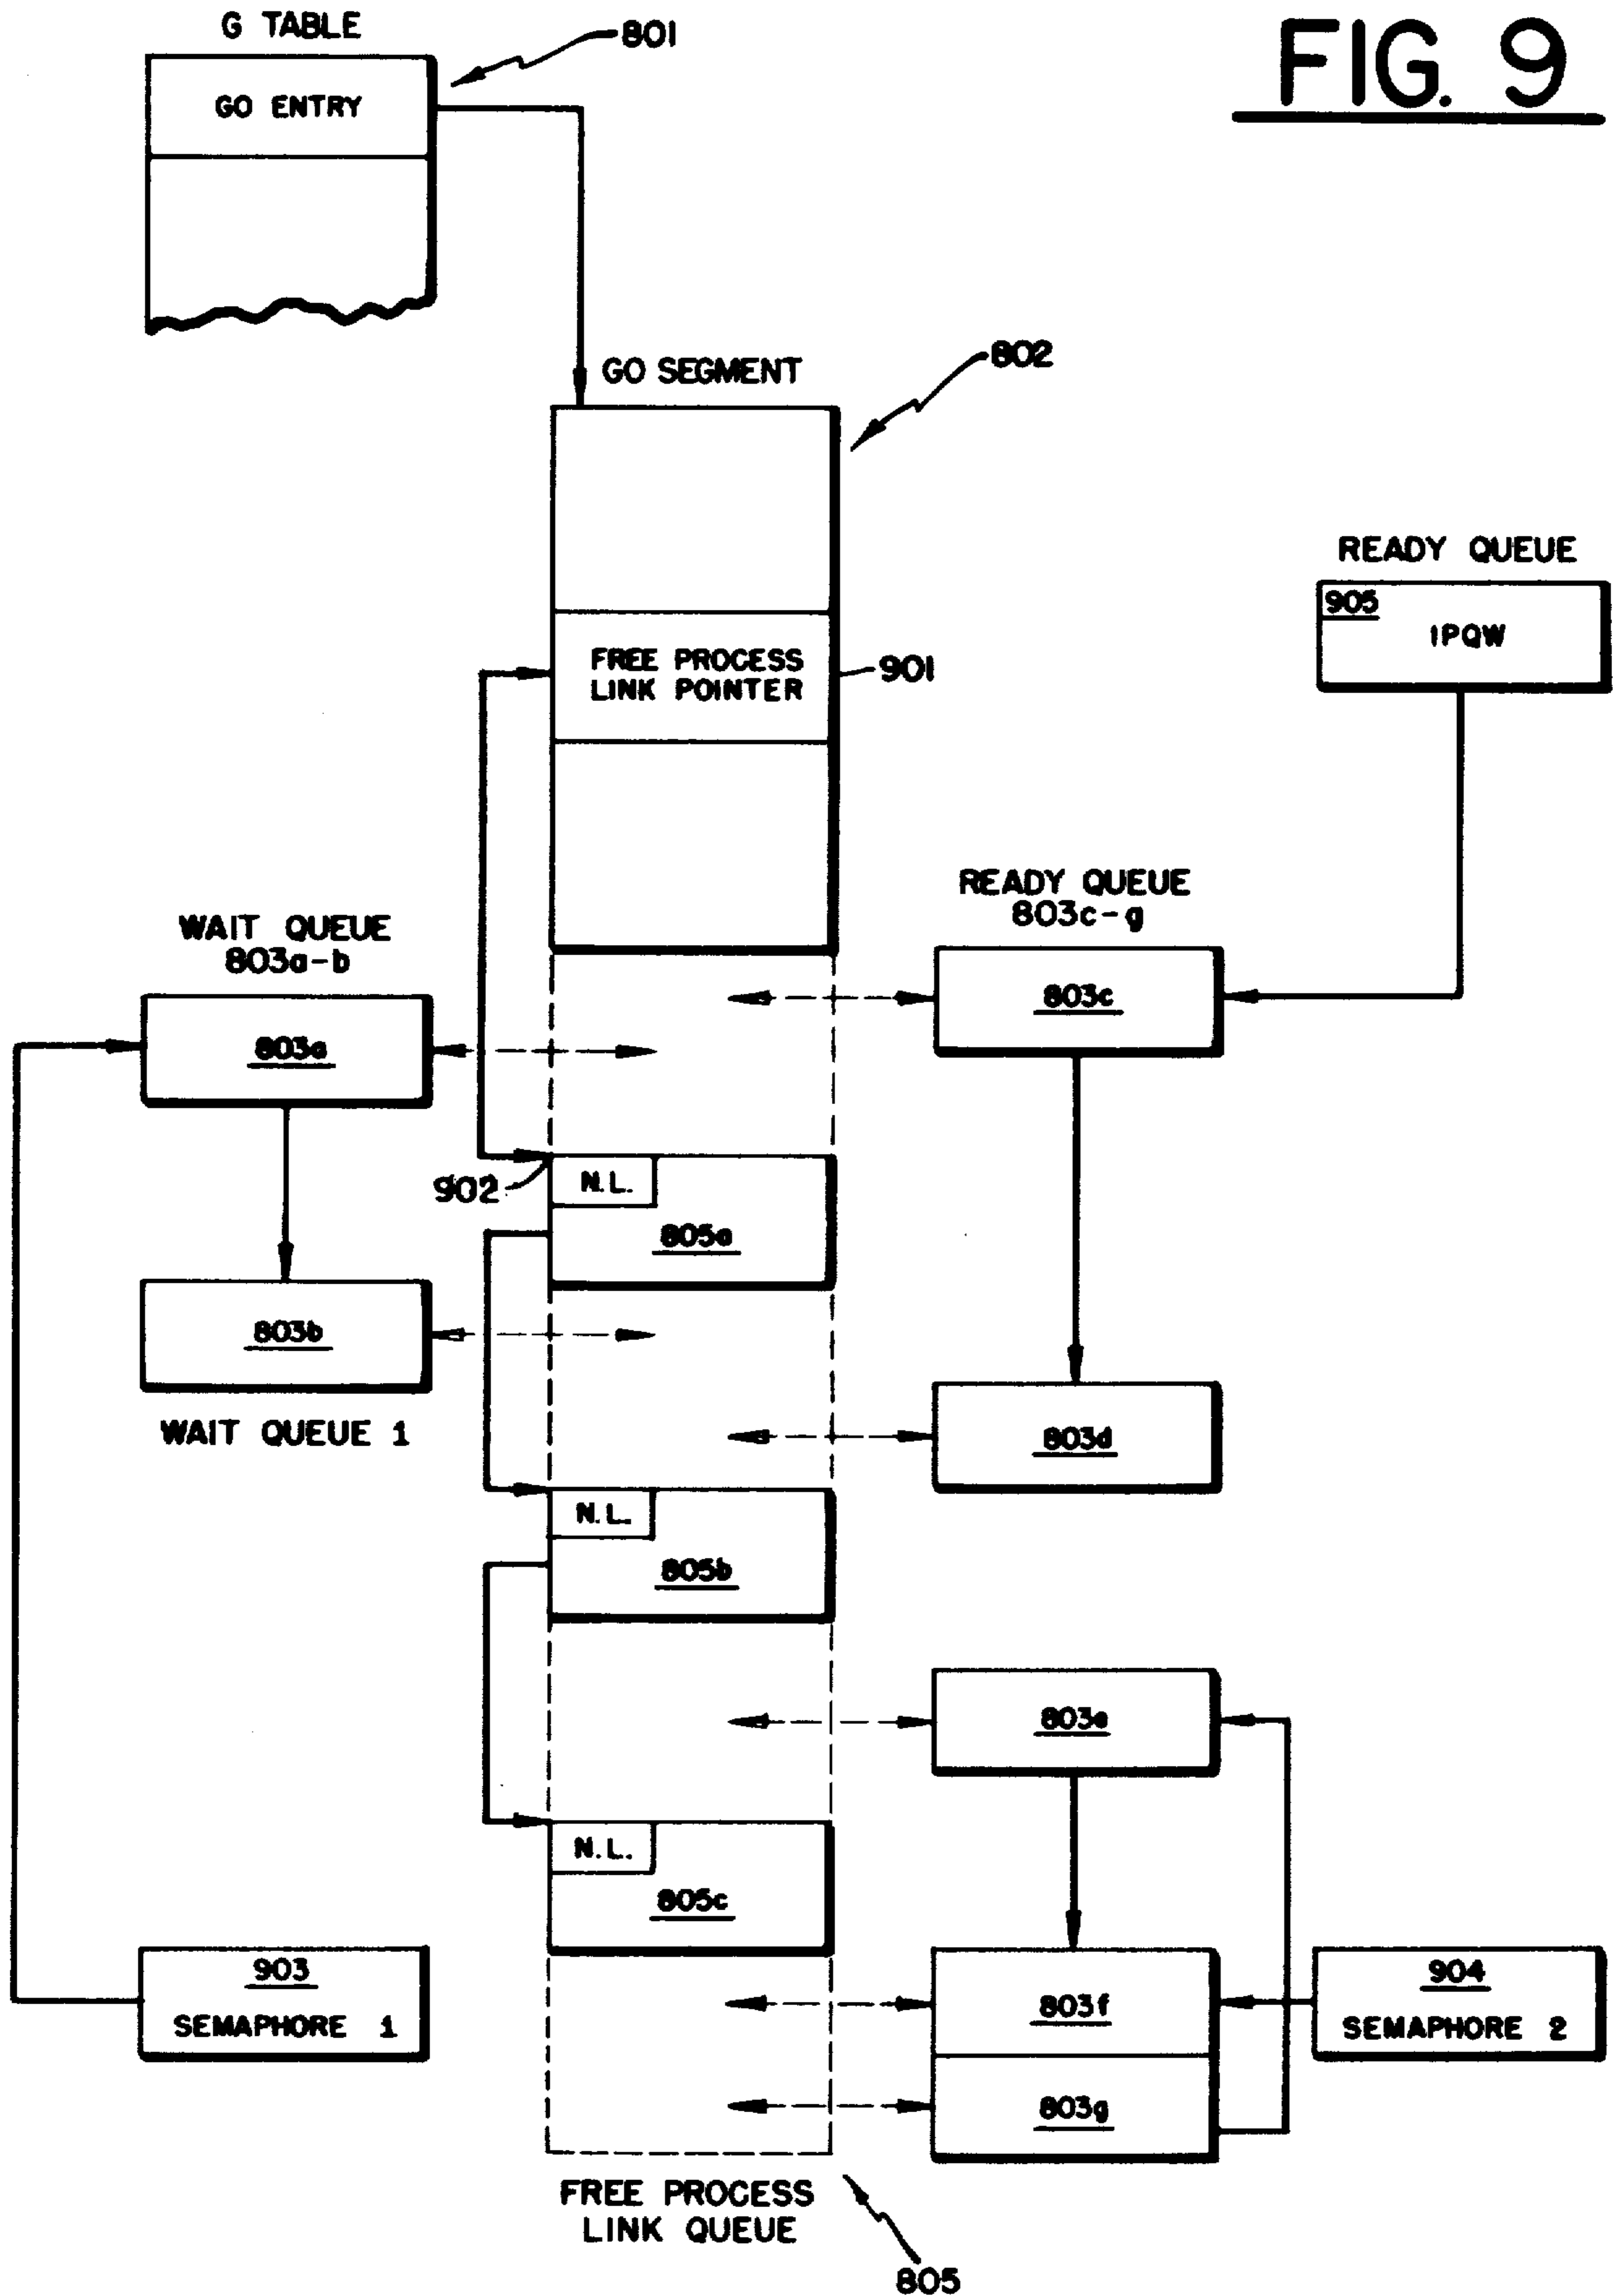 G TABLE
801
FIG. 9
GO ENTRY
GO SEGMENT
802
READY QUEUE
905
IPQW
FREE PROCESS
LINK POINTER
901
READY QUEUE
803c-g
WAIT QUEUE
803a-b
803c
803a
902
N.L.
805a
803b
WAIT QUEUE 1
803d
N.L.
805b
803e
N.L.
805c
903
SEMAPHORE 1
803f
904
SEMAPHORE 2
803g
FREE PROCESS
LINK QUEUE
805